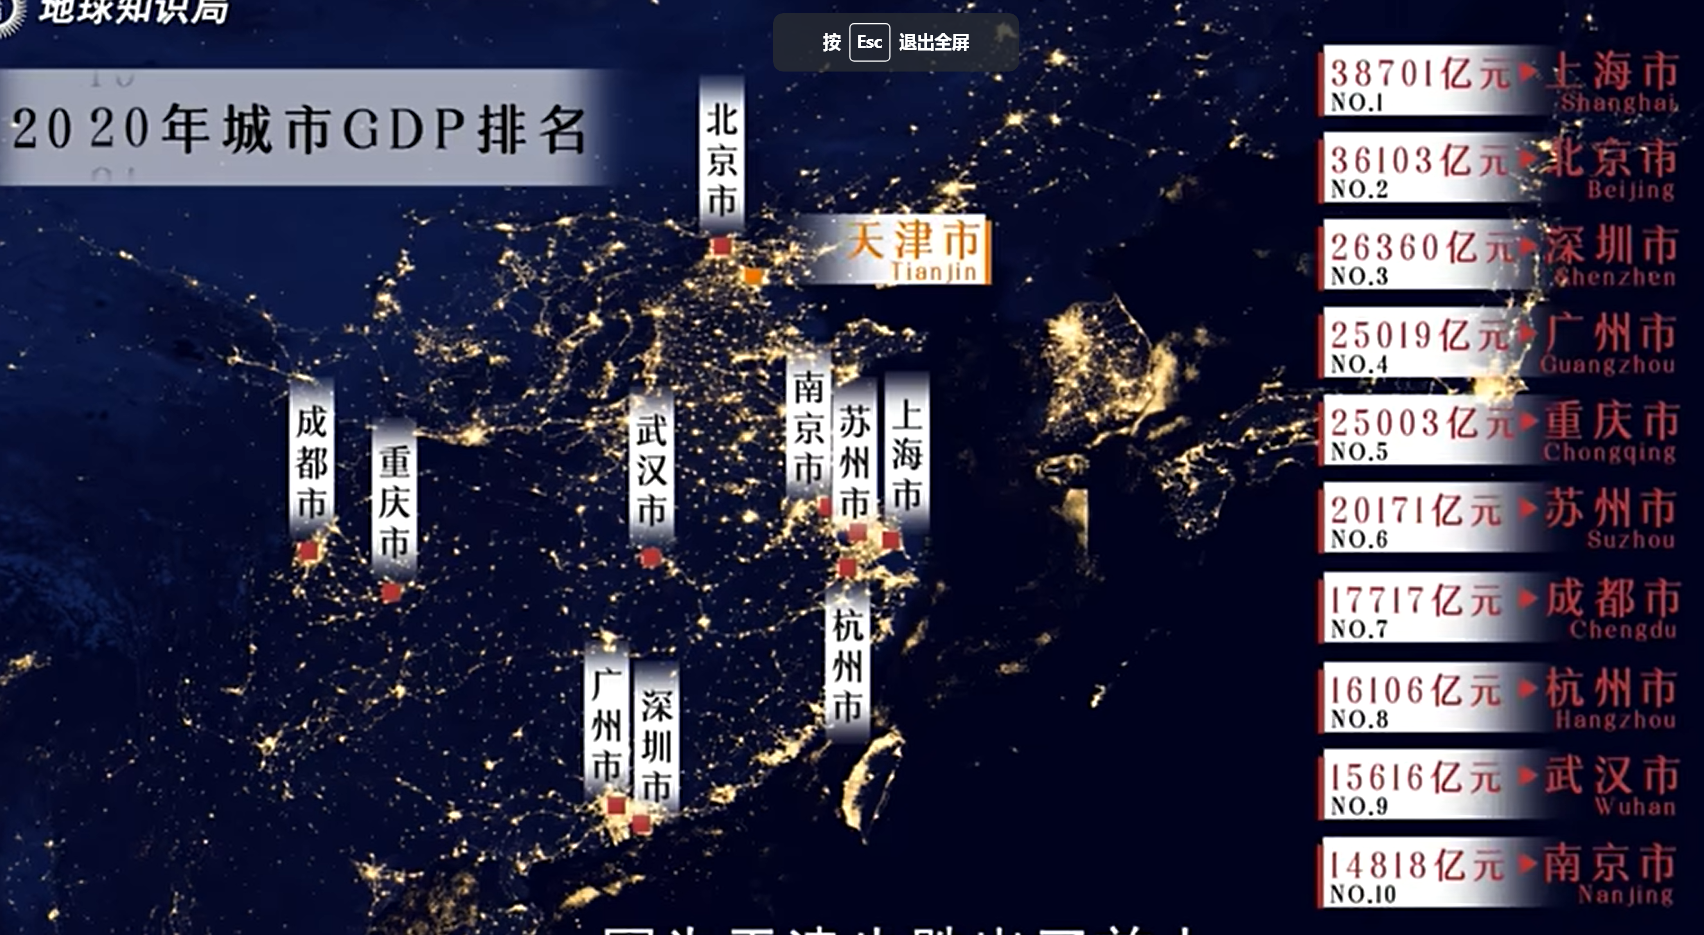 地球知识局
按 Esc 退出全屏
2020年城市GDP排名
北京市
天津市
Tianjin
南京市
苏州市
上海市
成都市
重庆市
武汉市
杭州市
广州市
深圳市
38701亿元 上海市
NO.1 Shanghai
36103亿元 北京市
NO.2 Beijing
26360亿元 深圳市
NO.3 Shenzhen
25019亿元 广州市
NO.4 Guangzhou
25003亿元 重庆市
NO.5 Chongqing
20171亿元 苏州市
NO.6 Suzhou
17717亿元 成都市
NO.7 Chengdu
16106亿元 杭州市
NO.8 Hangzhou
15616亿元 武汉市
NO.9 Wuhan
14818亿元 南京市
NO.10 Nanjing